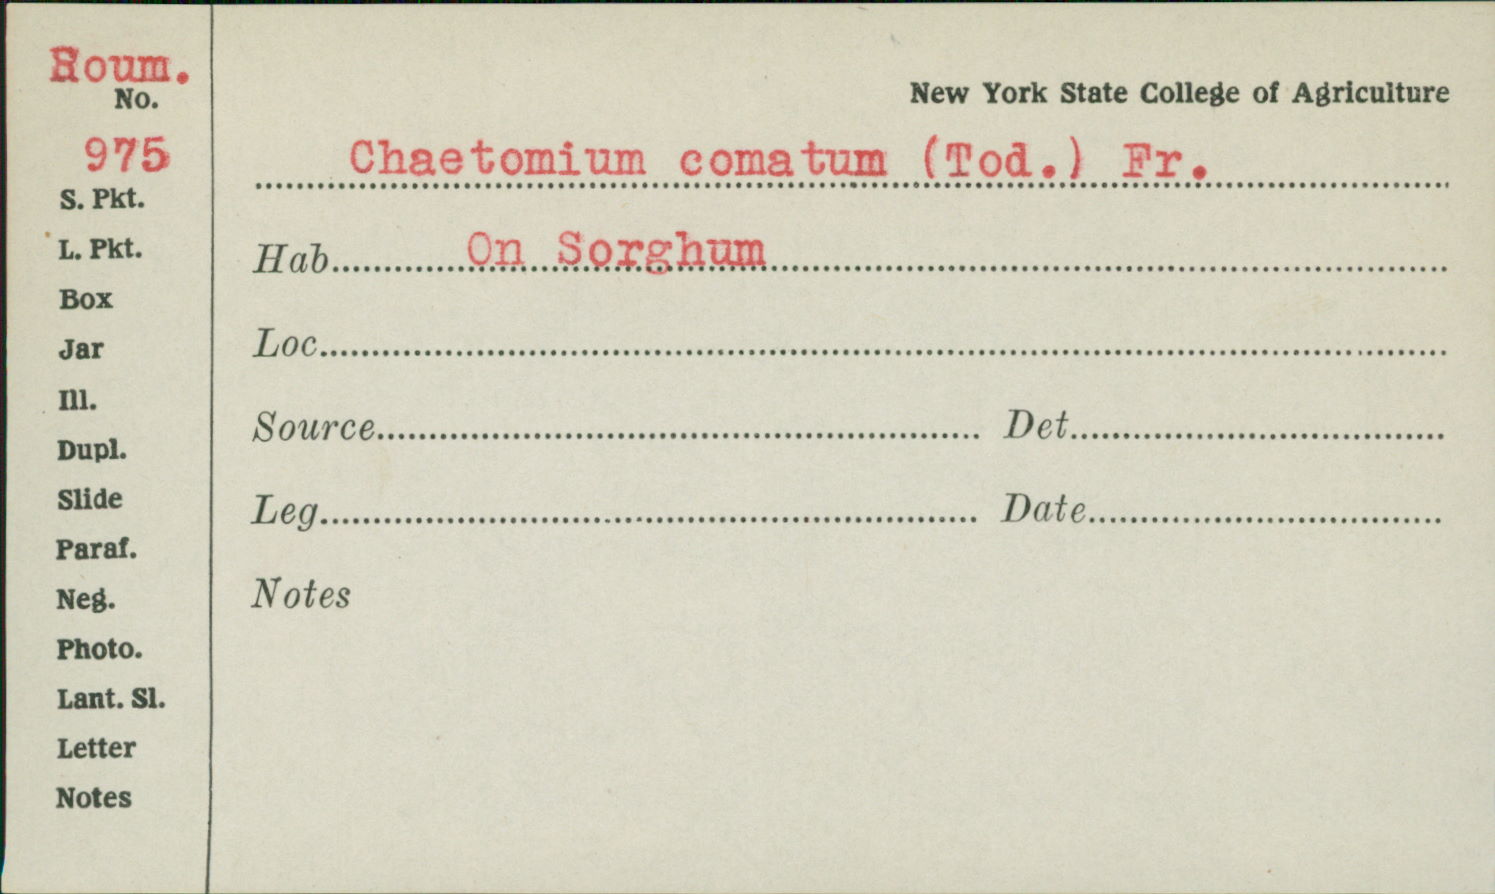 Roum.
No.
975
S. Pkt.
L. Pkt.
Box
Jar
Ill.
Dupl.
Slide
Paraf.
Neg.
Photo.
Lant. Sl.
Letter
Notes
New York State College of Agriculture
Chaetomium comatum (Tod.) Fr.
Hab. On Sorghum
Loc.
Source Det.
Leg. Date
Notes